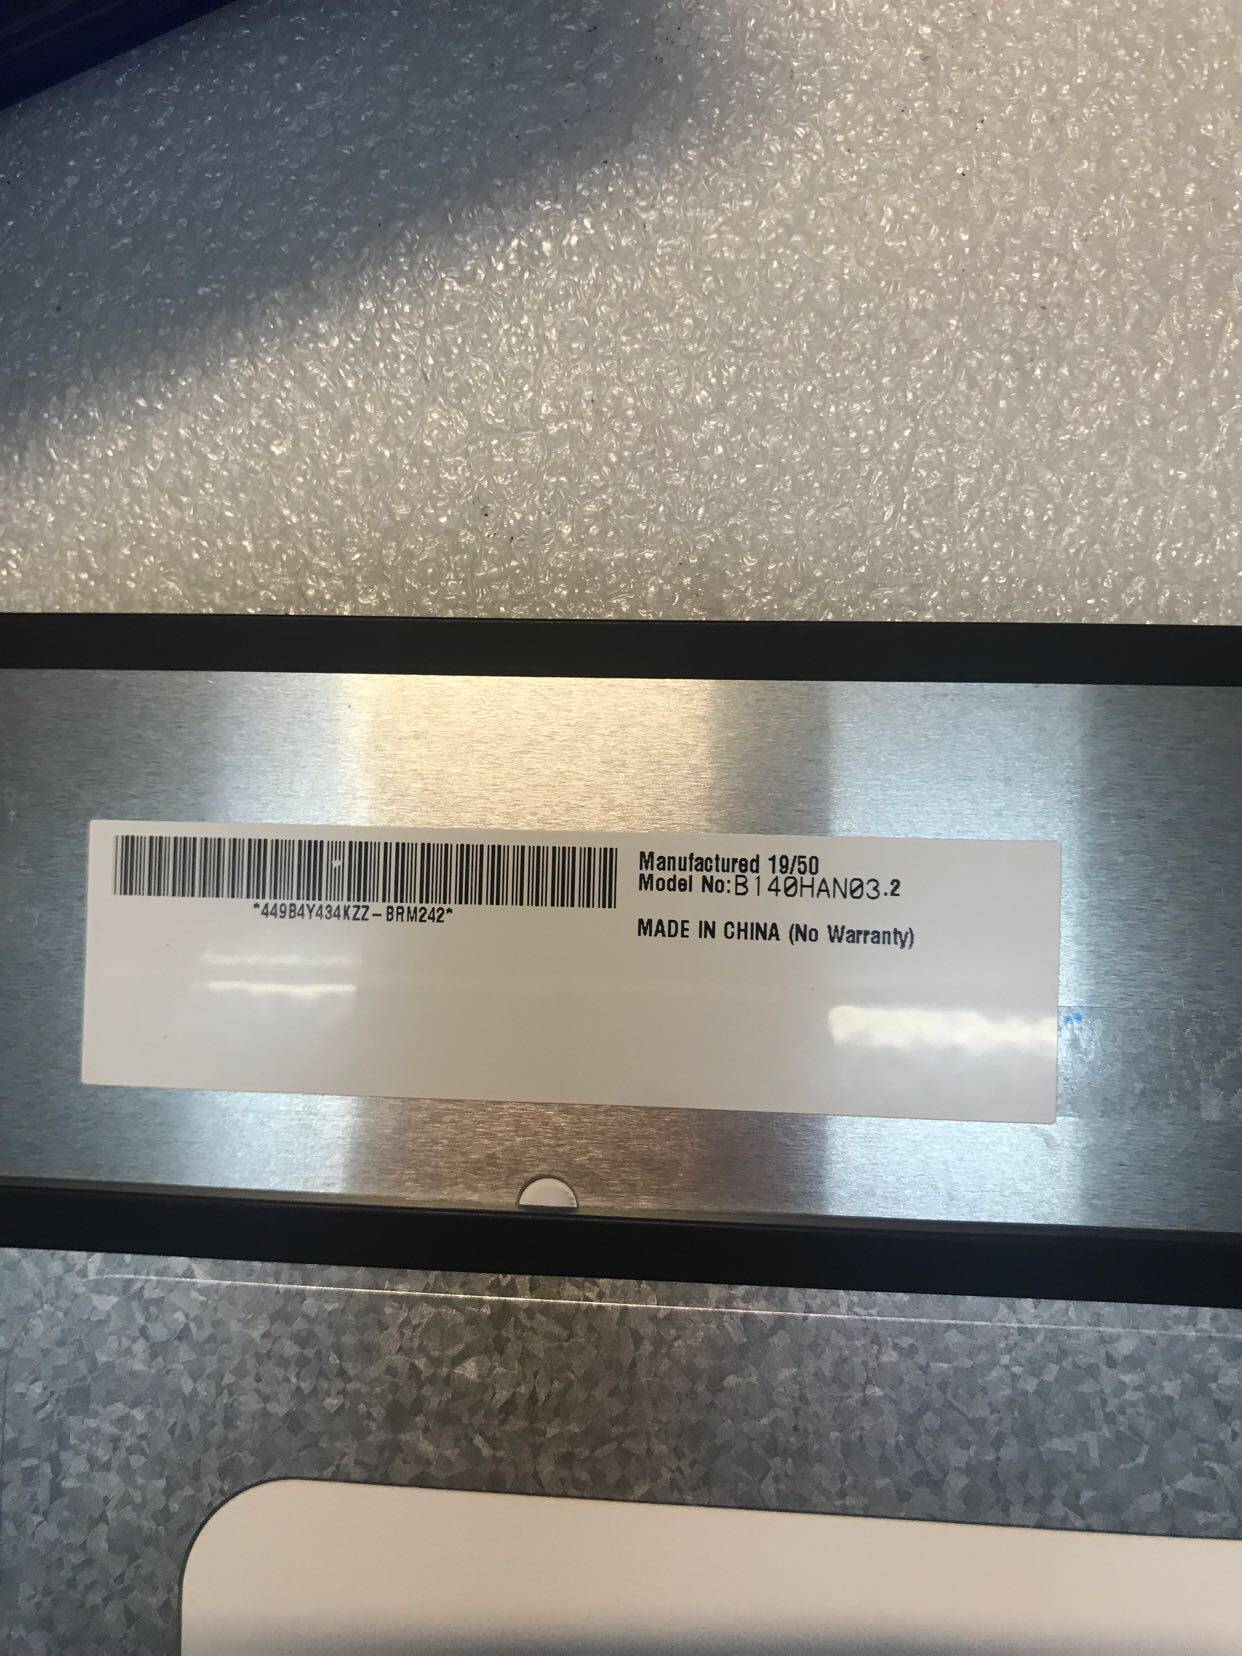 Manufactured 19/50
Model No:B140HAN03.2
*449B4Y434KZZ-BRM242*
MADE IN CHINA (No Warranty)